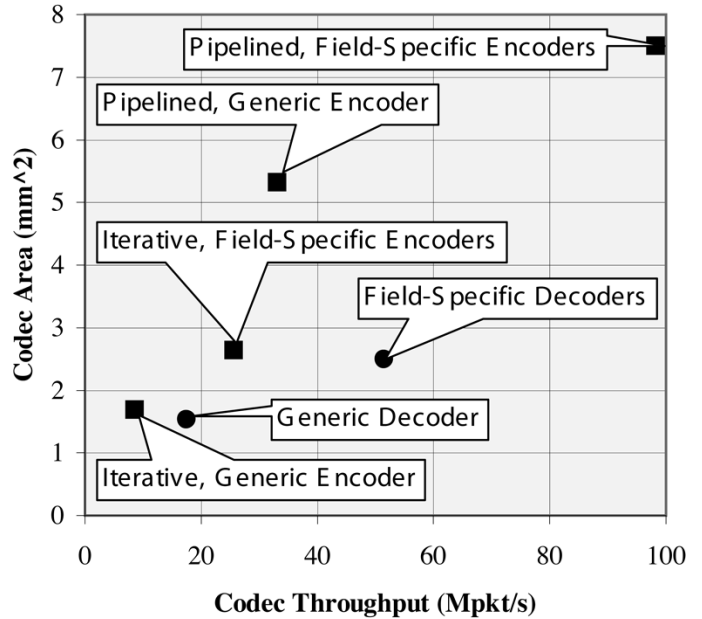 8
Pipelined, Field-Specific Encoders
7
Pipelined, Generic Encoder
6
5
Iterative, Field-Specific Encoders
4
Field-Specific Decoders
3
2
Generic Decoder
1
Iterative, Generic Encoder
0
0 20 40 60 80 100
Codec Throughput (Mpkt/s)
Codec Area (mm^2)